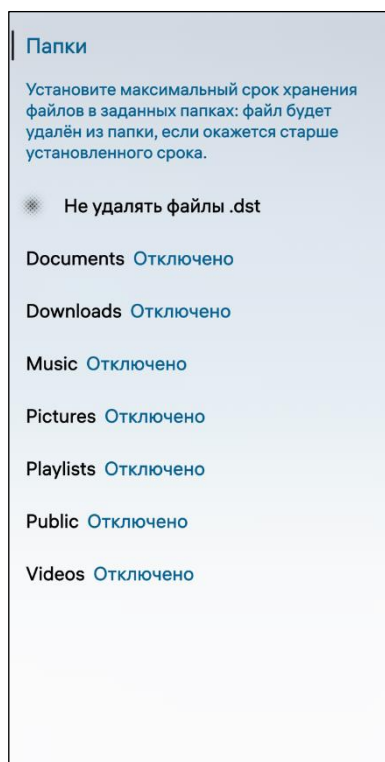 Папки
Установите максимальный срок хранения
файлов в заданных папках: файл будет
удалён из папки, если окажется старше
установленного срока.
Не удалять файлы .dst
Documents Отключено
Downloads Отключено
Music Отключено
Pictures Отключено
Playlists Отключено
Public Отключено
Videos Отключено